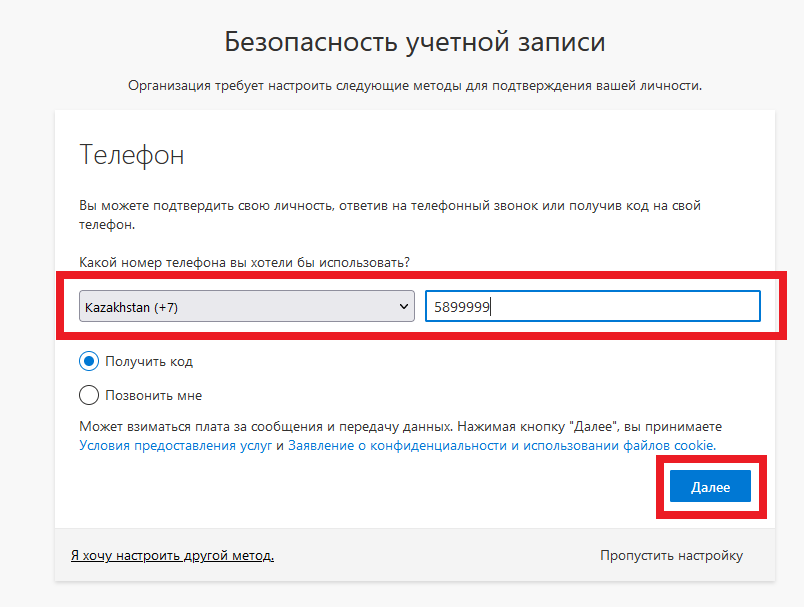 Безопасность учетной записи
Организация требует настроить следующие методы для подтверждения вашей личности.
Телефон
Вы можете подтвердить свою личность, ответив на телефонный звонок или получив код на свой
телефон.
Какой номер телефона вы хотели бы использовать?
Kazakhstan (+7) 5899999
Получить код
Позвонить мне
Может взиматься плата за сообщения и передачу данных. Нажимая кнопку "Далее", вы принимаете
Условия предоставления услуг и Заявление о конфиденциальности и использовании файлов cookie.
Далее
Я хочу настроить другой метод. Пропустить настройку